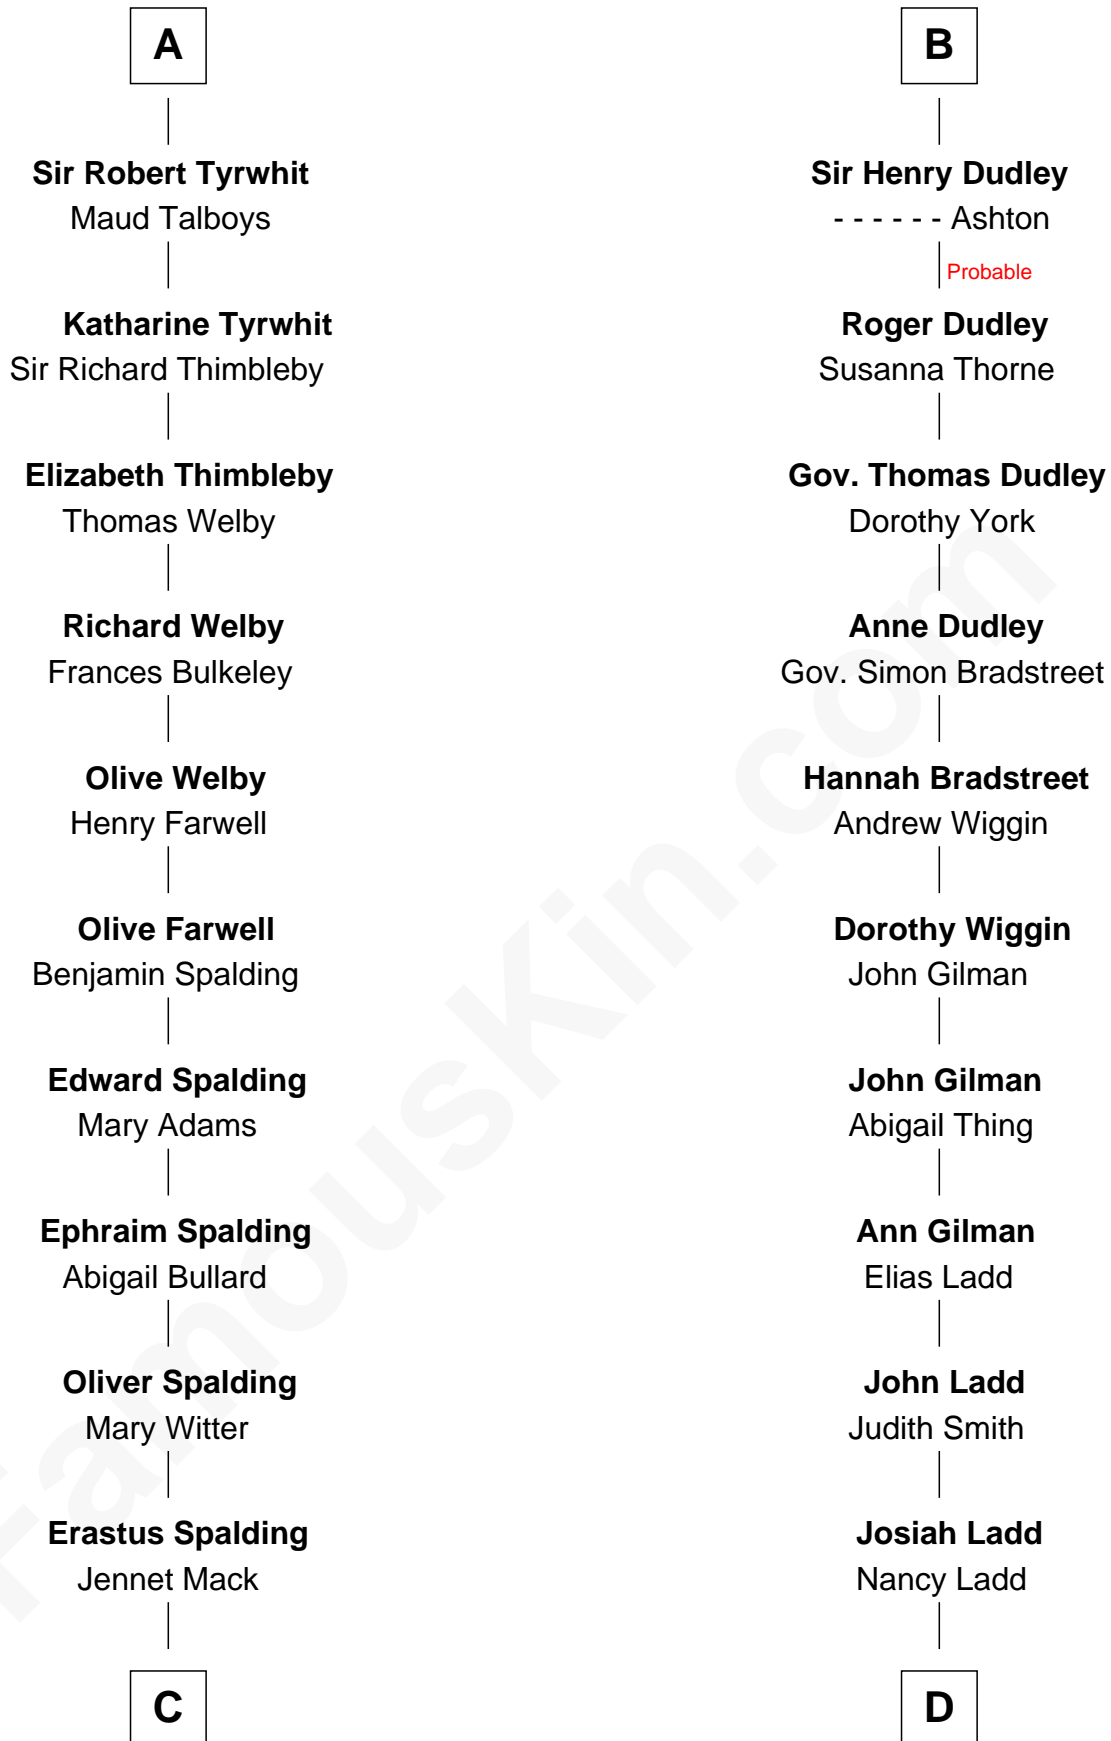 A
Sir Robert Tyrwhit
Maud Talboys
Katharine Tyrwhit
Sir Richard Thimbleby
Elizabeth Thimbleby
Thomas Welby
Richard Welby
Frances Bulkeley
Olive Welby
Henry Farwell
Olive Farwell
Benjamin Spalding
Edward Spalding
Mary Adams
Ephraim Spalding
Abigail Bullard
Oliver Spalding
Mary Witter
Erastus Spalding
Jennet Mack
C
B
Sir Henry Dudley
- - - - - - Ashton
Probable
Roger Dudley
Susanna Thorne
Gov. Thomas Dudley
Dorothy York
Anne Dudley
Gov. Simon Bradstreet
Hannah Bradstreet
Andrew Wiggin
Dorothy Wiggin
John Gilman
John Gilman
Abigail Thing
Ann Gilman
Elias Ladd
John Ladd
Judith Smith
Josiah Ladd
Nancy Ladd
D
FamousKin.com